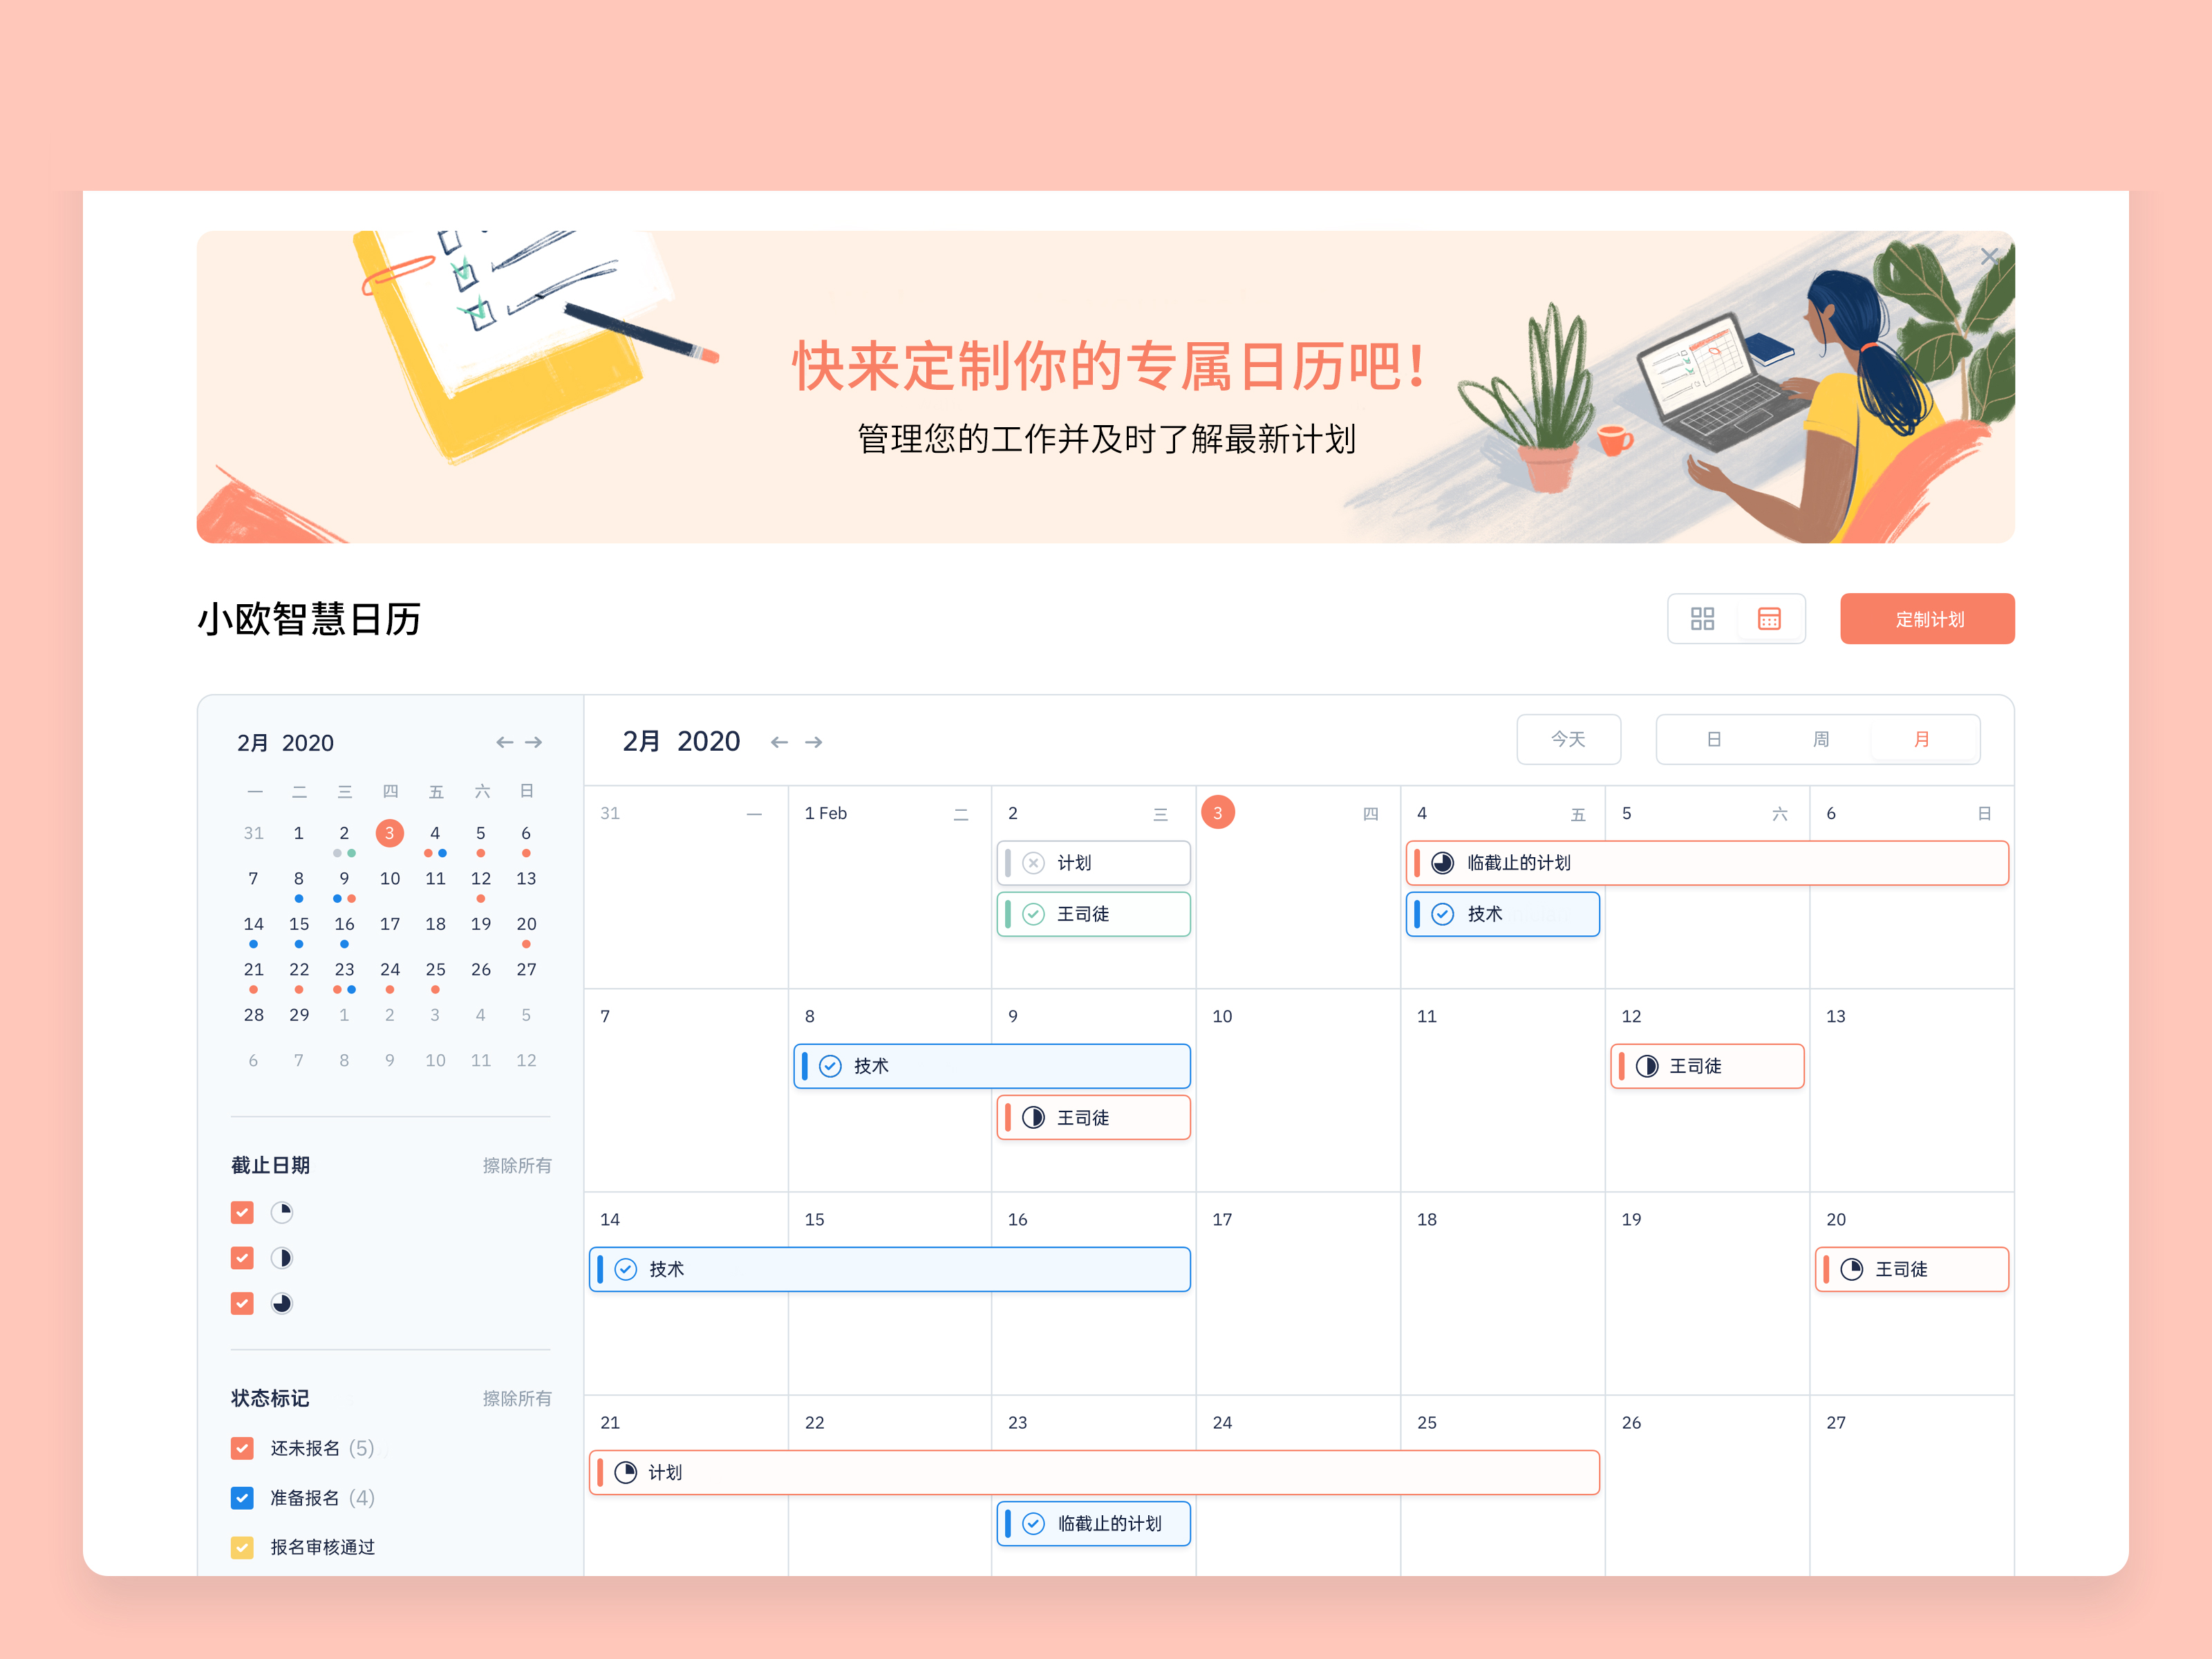 快来定制你的专属日历吧！
管理您的工作并及时了解最新计划
小欧智慧日历
定制计划
2月 2020
一 二 三 四 五 六 日
31 1 2 3 4 5 6
7 8 9 10 11 12 13
14 15 16 17 18 19 20
21 22 23 24 25 26 27
28 29 1 2 3 4 5
6 7 8 9 10 11 12
截止日期 擦除所有
状态标记 擦除所有
还未报名 (5)
准备报名 (4)
报名审核通过
2月 2020
今天 日 周 月
31 一 1 Feb 二 2 三 3 四 4 五 5 六 6 日
计划 临截止的计划
王司徒 技术
7 8 9 10 11 12 13
技术 王司徒
王司徒
14 15 16 17 18 19 20
技术 王司徒
21 22 23 24 25 26 27
计划
临截止的计划